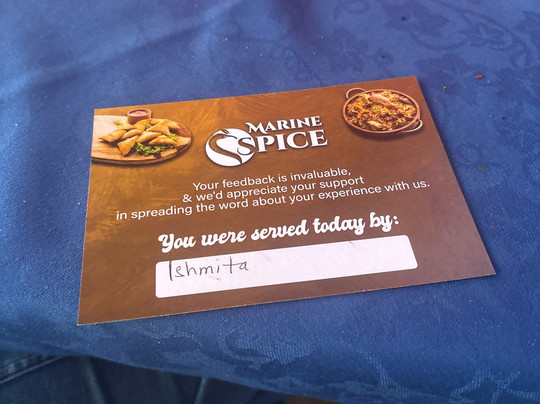 MARINE
SPICE
Your feedback is invaluable,
& we'd appreciate your support
in spreading the word about your experience with us.
You were served today by:
Ishmita